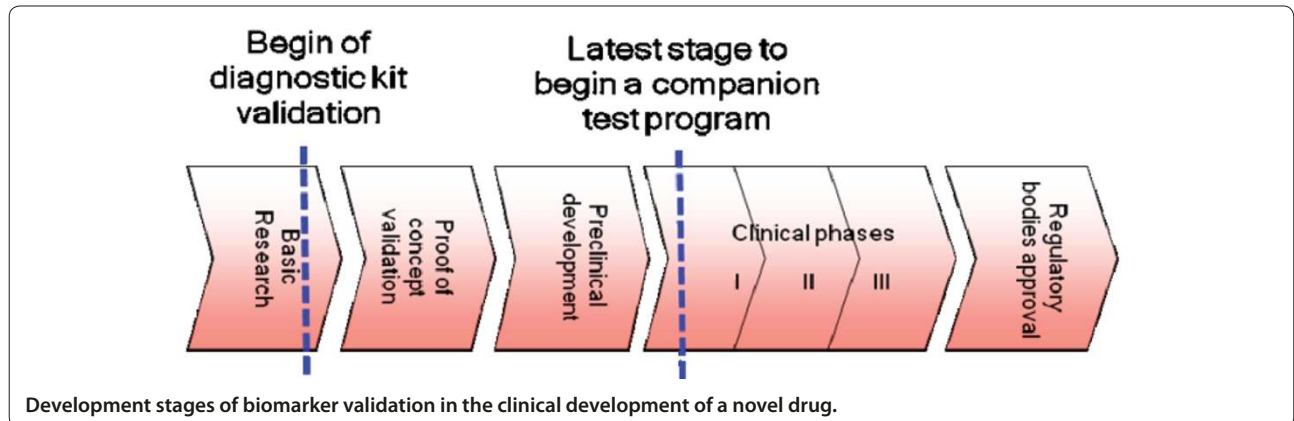 Begin of
diagnostic kit
validation
Latest stage to
begin a companion
test program
Basic
Research
Proof of
concept
validation
Preclinical
development
Clinical phases
I II III
Regulatory
bodies approval
Development stages of biomarker validation in the clinical development of a novel drug.